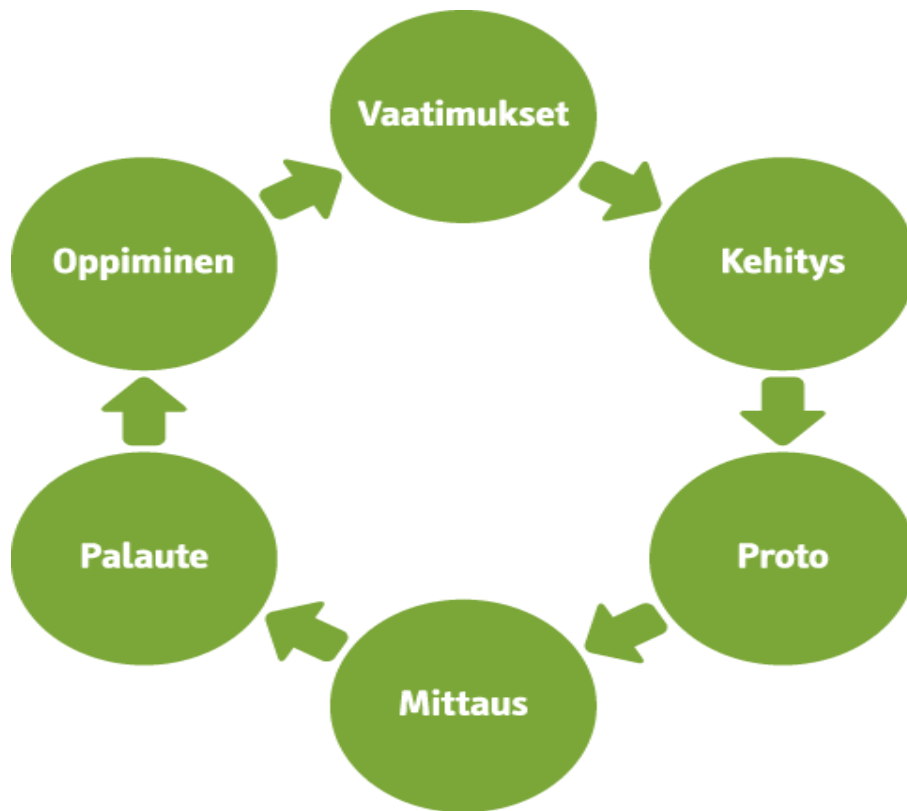 Vaatimukset
Kehitys
Proto
Mittaus
Palaute
Oppiminen